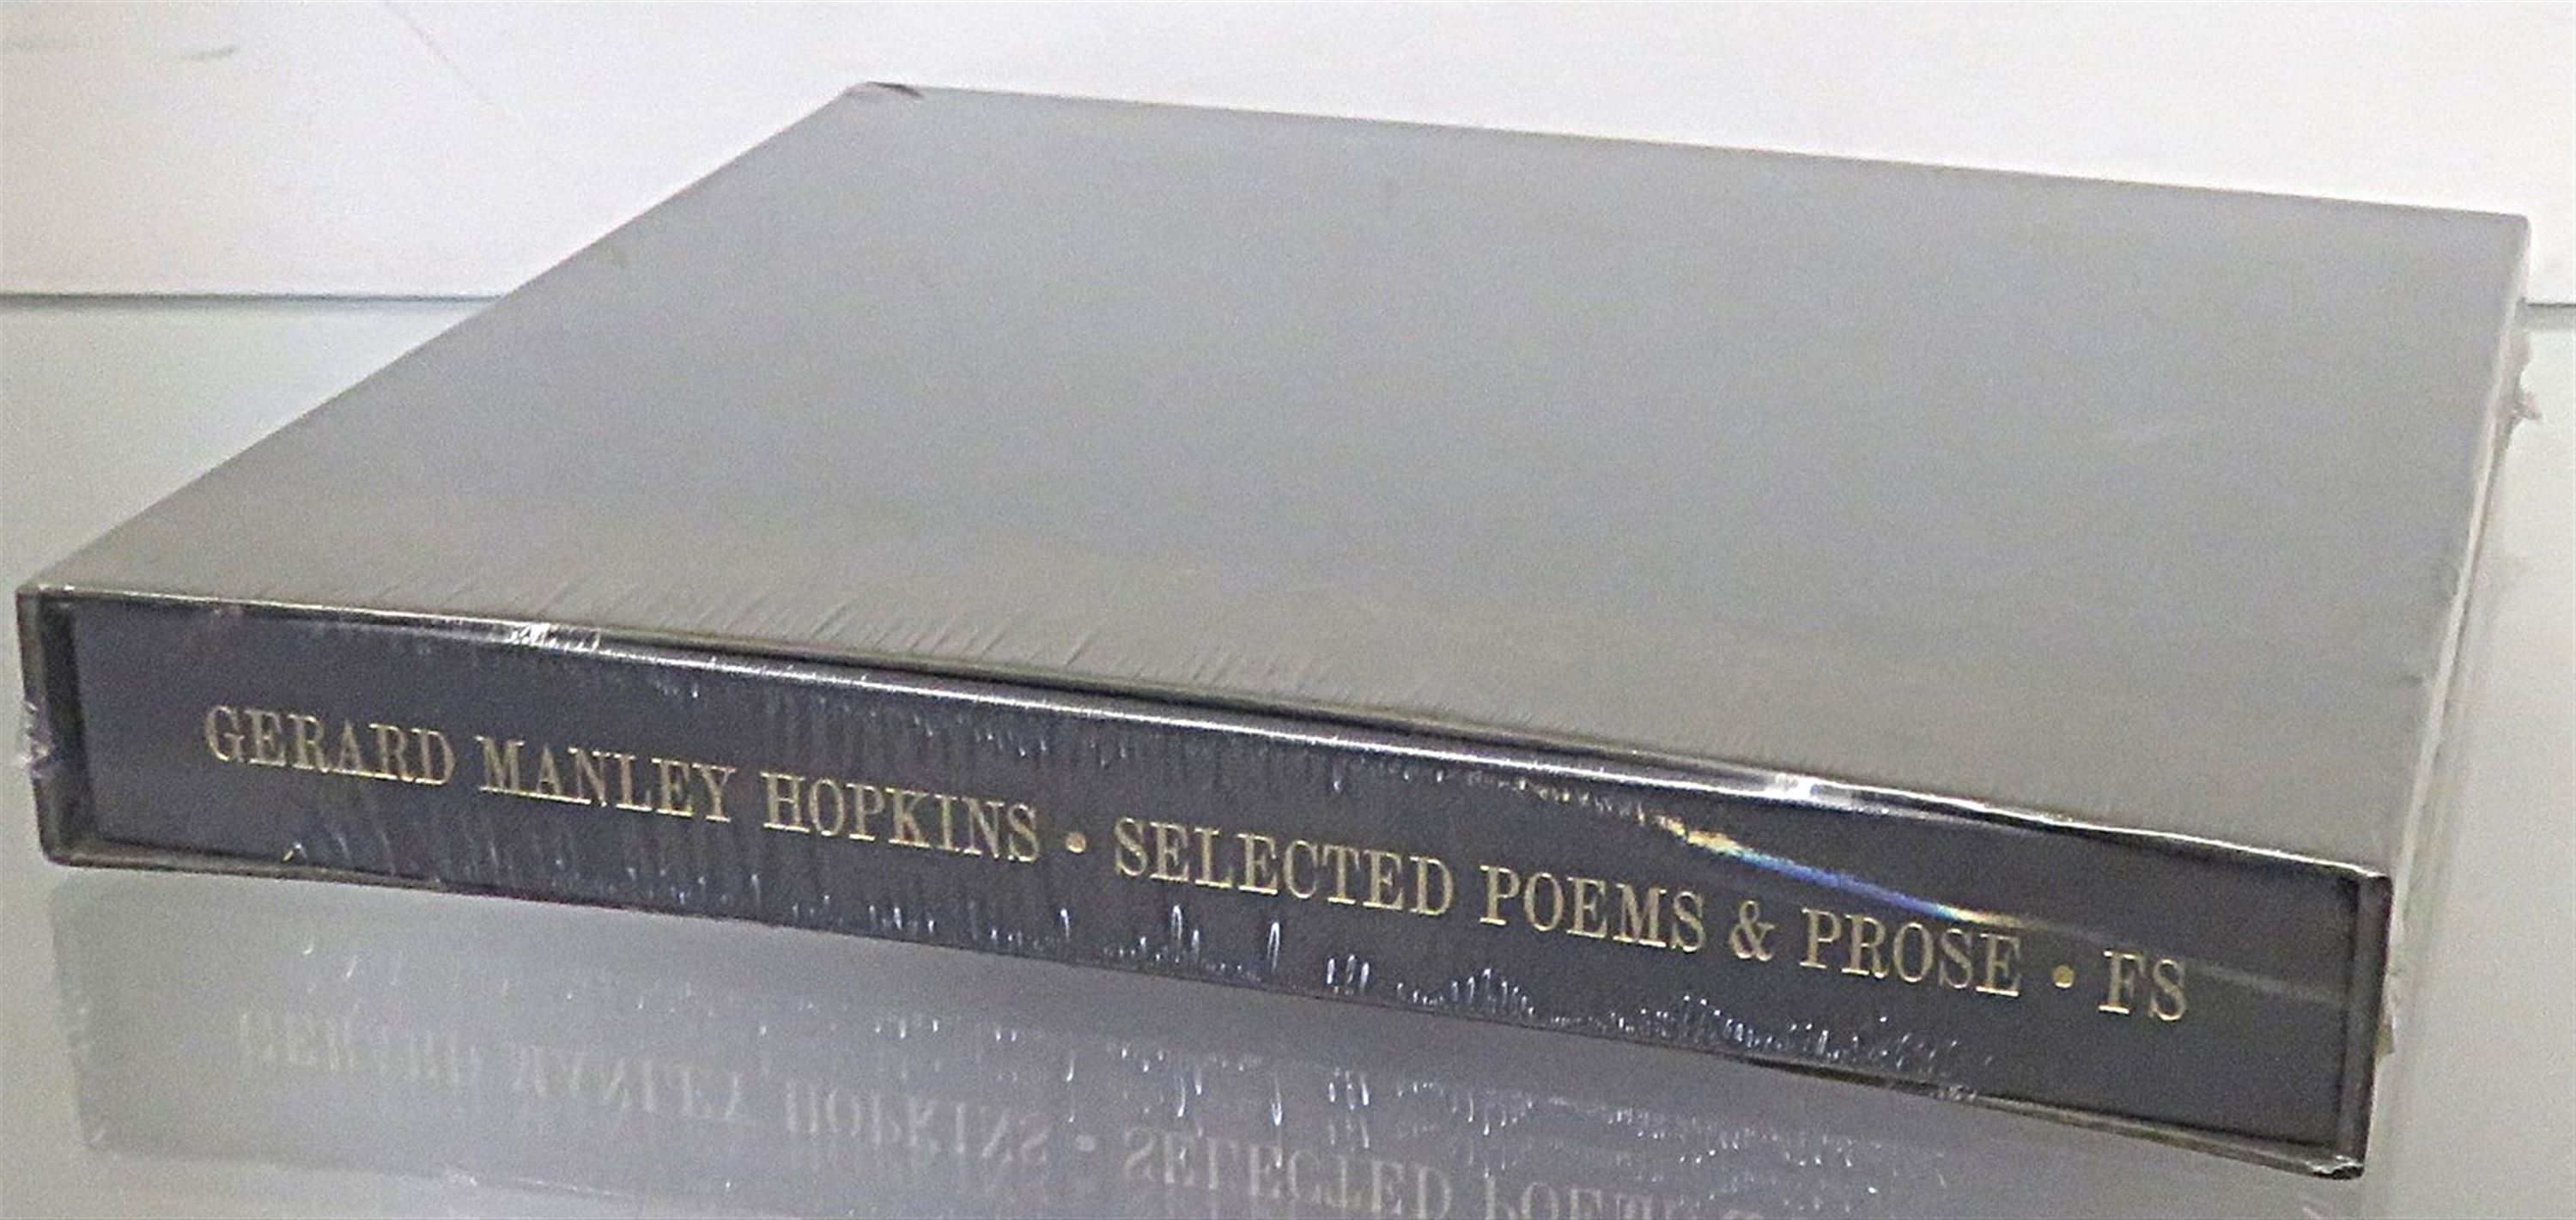 GERARD MANLEY HOPKINS • SELECTED POEMS & PROSE • FS